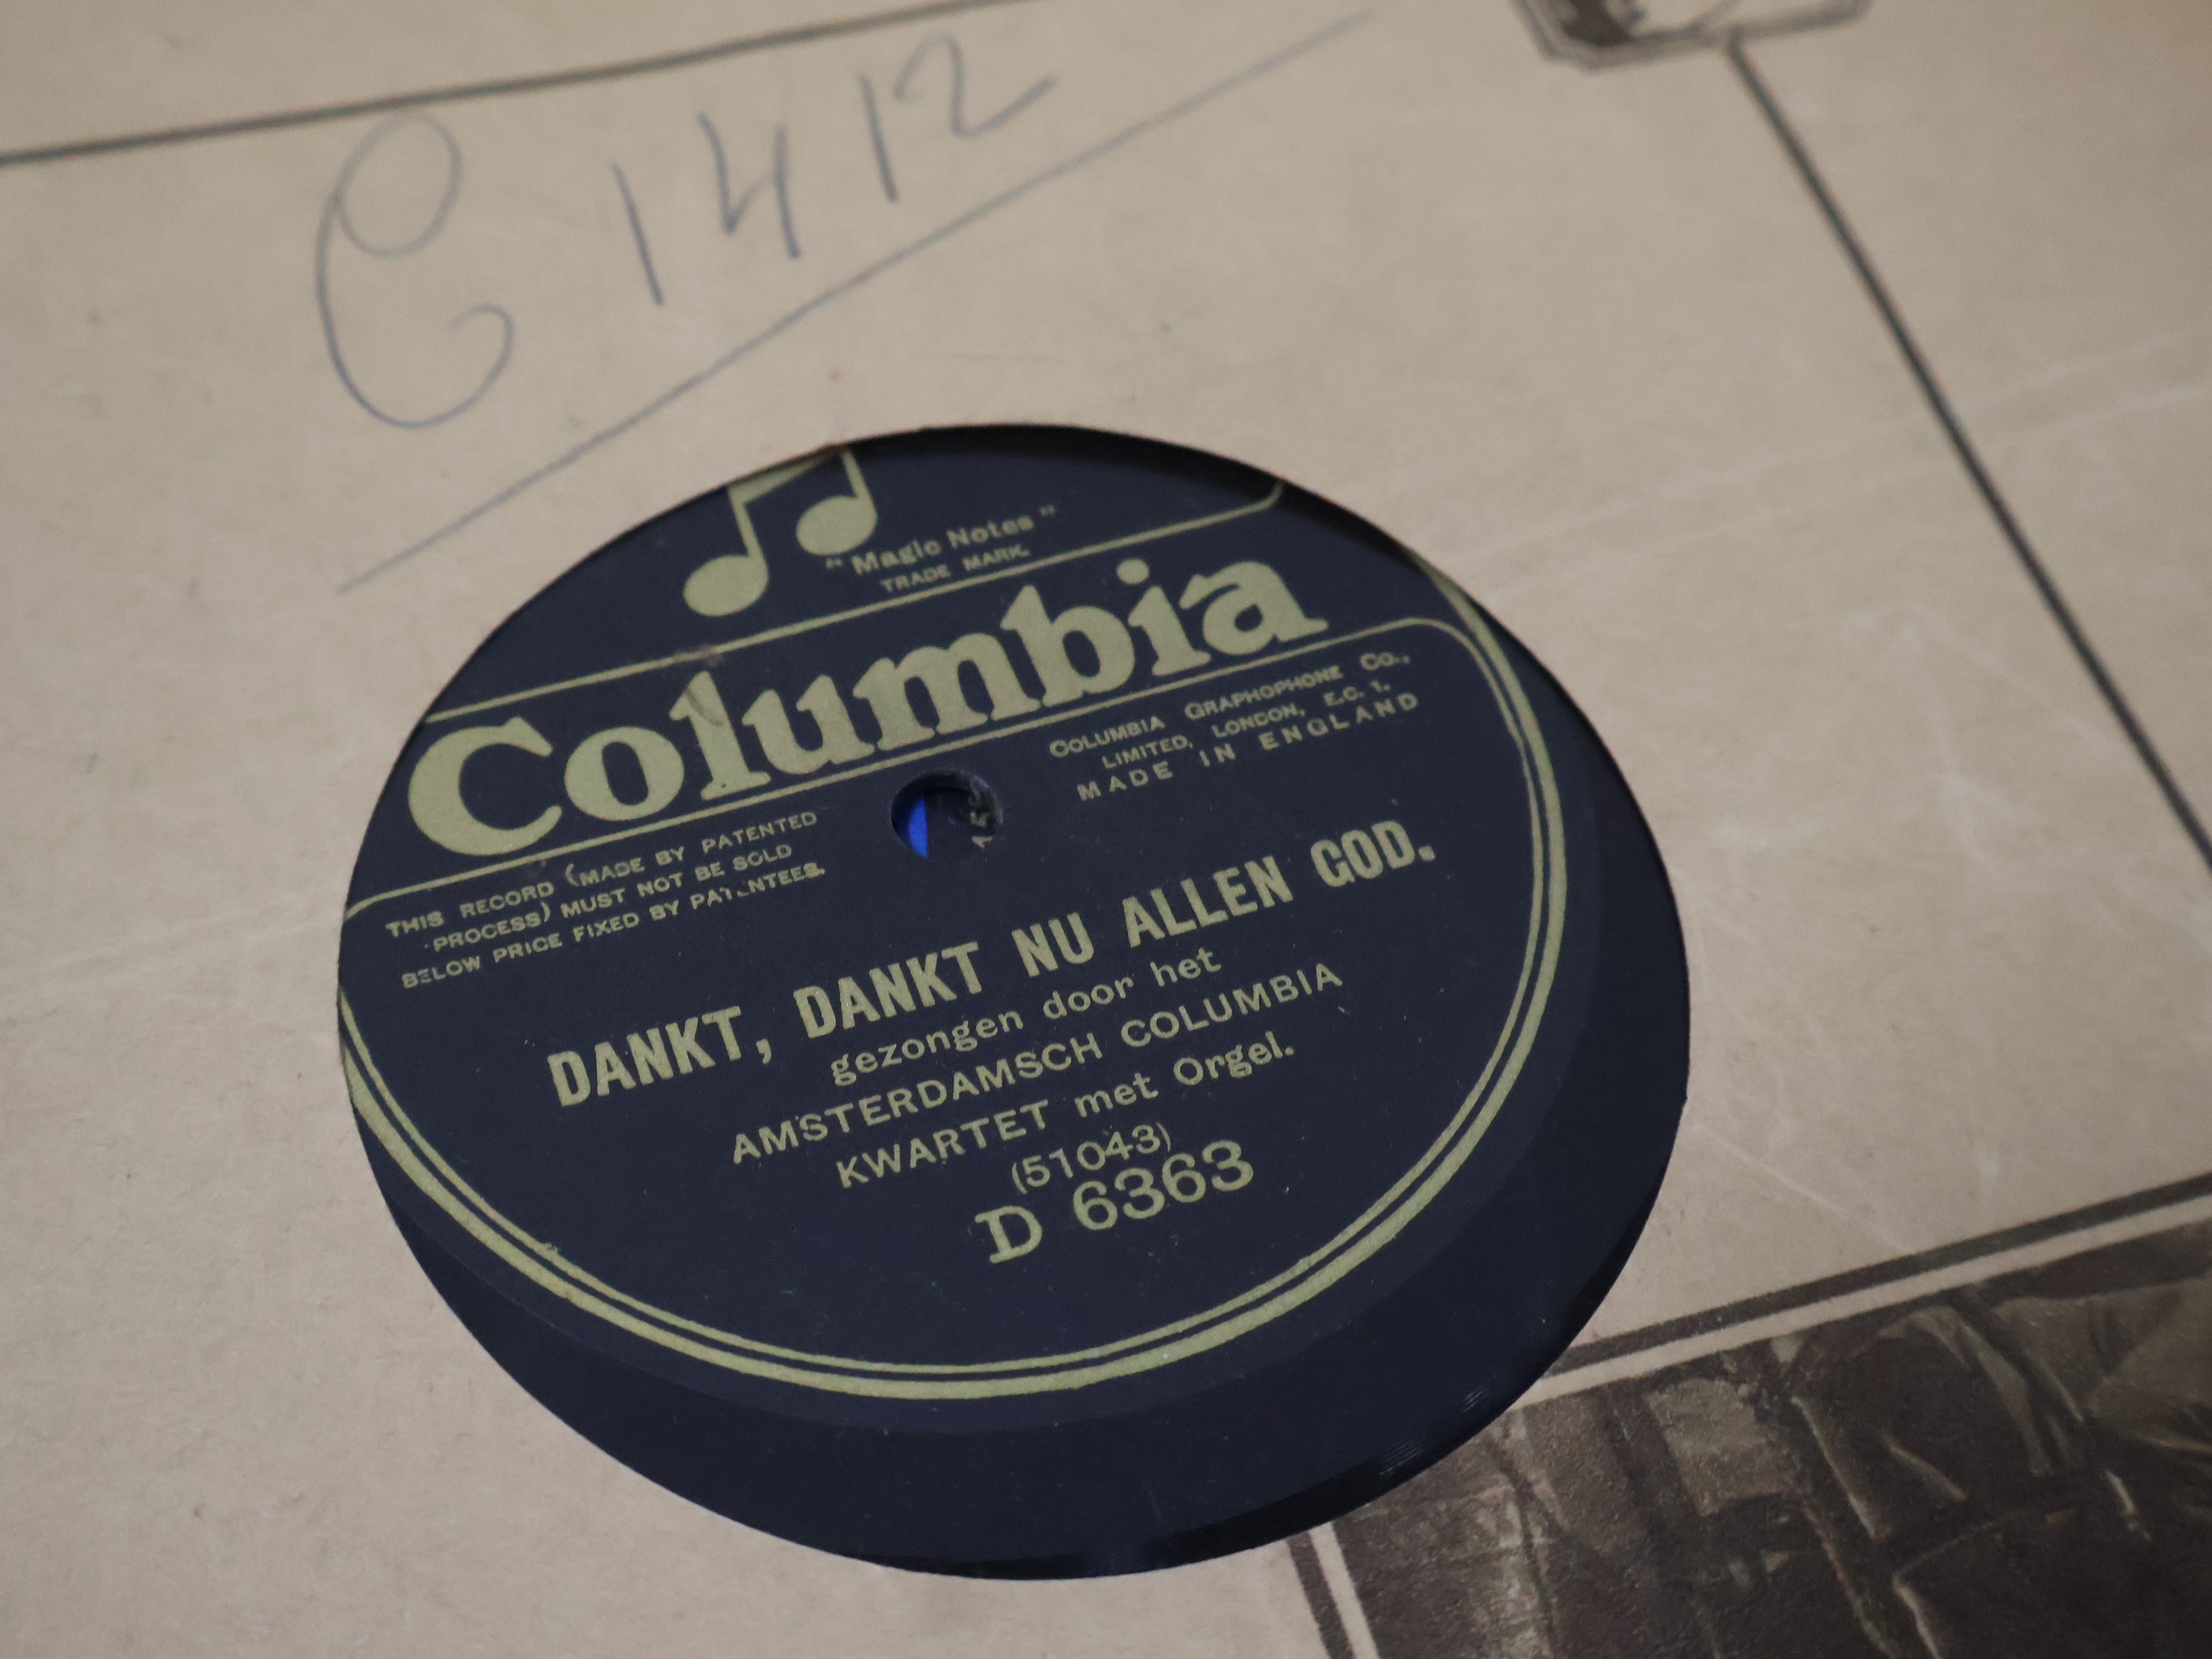 C 1412
" Magic Notes "
TRADE MARK.
Columbia
COLUMBIA GRAPHOPHONE CO.,
LIMITED, LONDON, E.C. 1.
MADE IN ENGLAND
THIS RECORD (MADE BY PATENTED
PROCESS) MUST NOT BE SOLD
BELOW PRICE FIXED BY PATENTEES.
DANKT, DANKT NU ALLEN GOD.
gezongen door het
AMSTERDAMSCH COLUMBIA
KWARTET met Orgel.
(51043)
D 6363